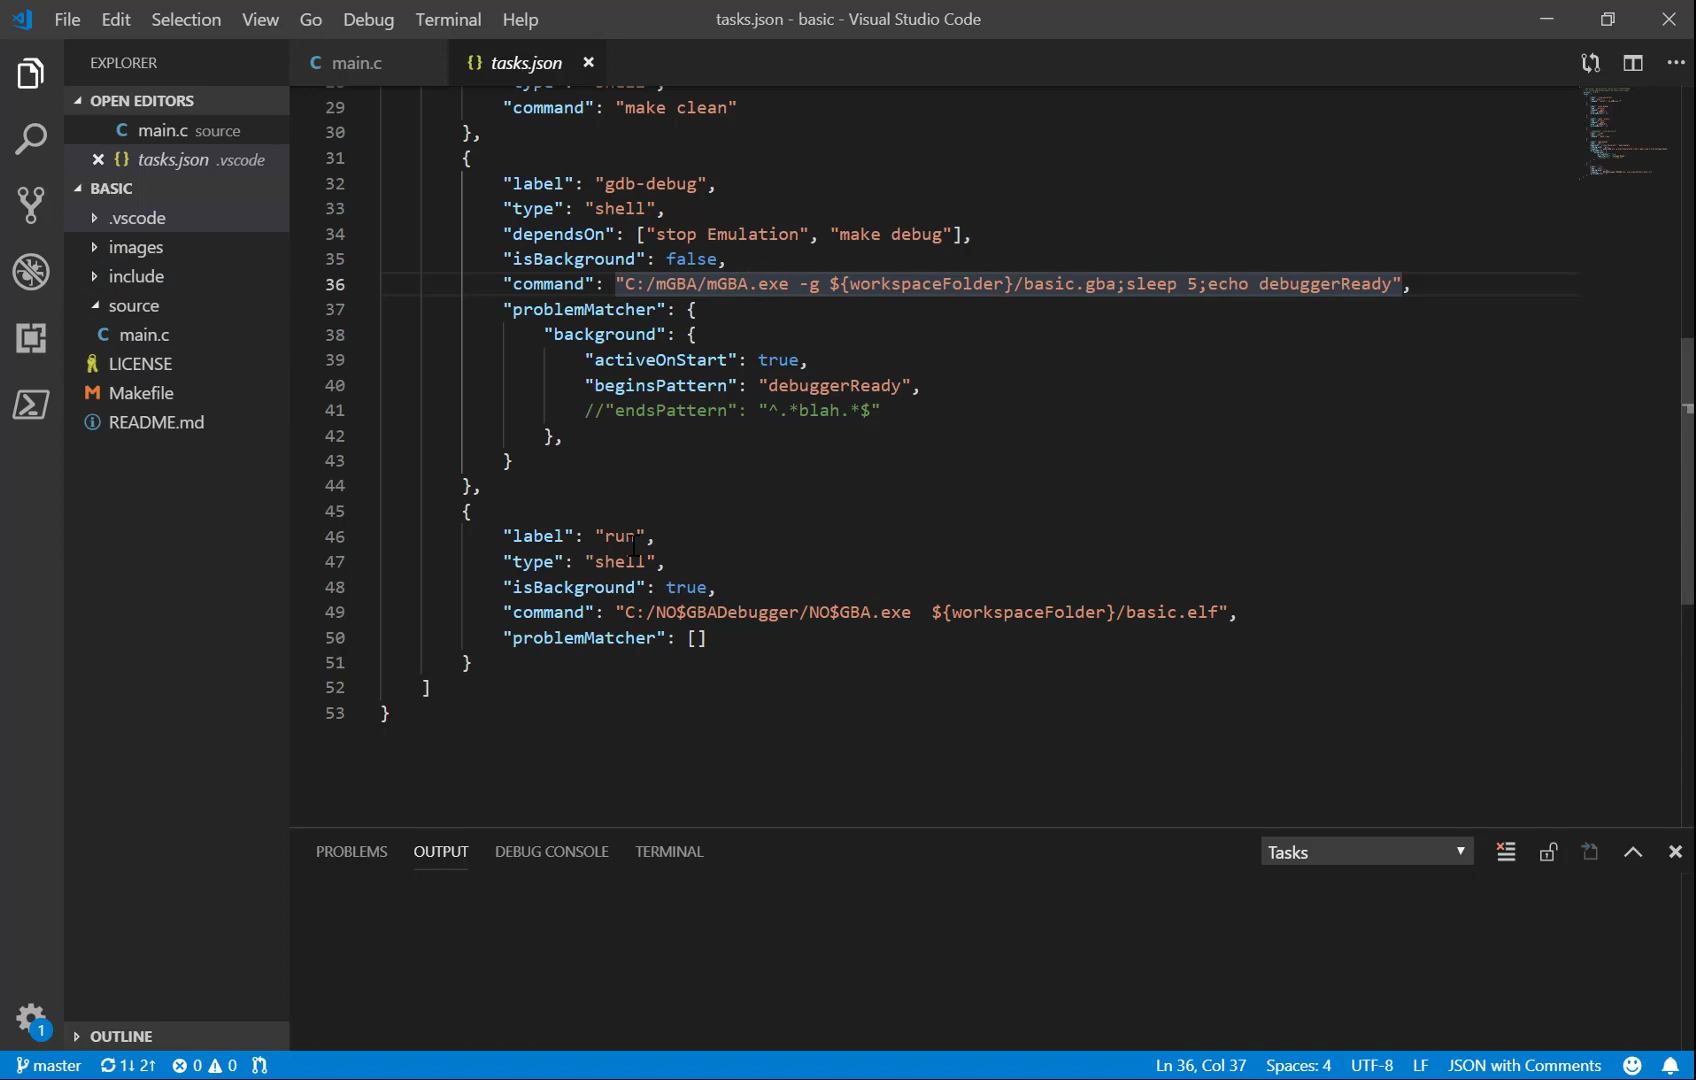 File Edit Selection View Go Debug Terminal Help
tasks.json - basic - Visual Studio Code
EXPLORER
OPEN EDITORS
main.c source
tasks.json .vscode
BASIC
.vscode
images
include
source
C main.c
LICENSE
M Makefile
README.md
OUTLINE
C main.c
{} tasks.json
29 "command": "make clean"
30 },
31 {
32 "label": "gdb-debug",
33 "type": "shell",
34 "dependsOn": ["stop Emulation", "make debug"],
35 "isBackground": false,
36 "command": "C:/mGBA/mGBA.exe -g ${workspaceFolder}/basic.gba;sleep 5;echo debuggerReady",
37 "problemMatcher": {
38 "background": {
39 "activeOnStart": true,
40 "beginsPattern": "debuggerReady",
41 //"endsPattern": "^.*blah.*$"
42 },
43 }
44 },
45 {
46 "label": "run",
47 "type": "shell",
48 "isBackground": true,
49 "command": "C:/NO$GBADebugger/NO$GBA.exe  ${workspaceFolder}/basic.elf",
50 "problemMatcher": []
51 }
52 ]
53 }
PROBLEMS OUTPUT DEBUG CONSOLE TERMINAL
Tasks
1
master 1↓ 2↑ 0 0
Ln 36, Col 37 Spaces: 4 UTF-8 LF JSON with Comments